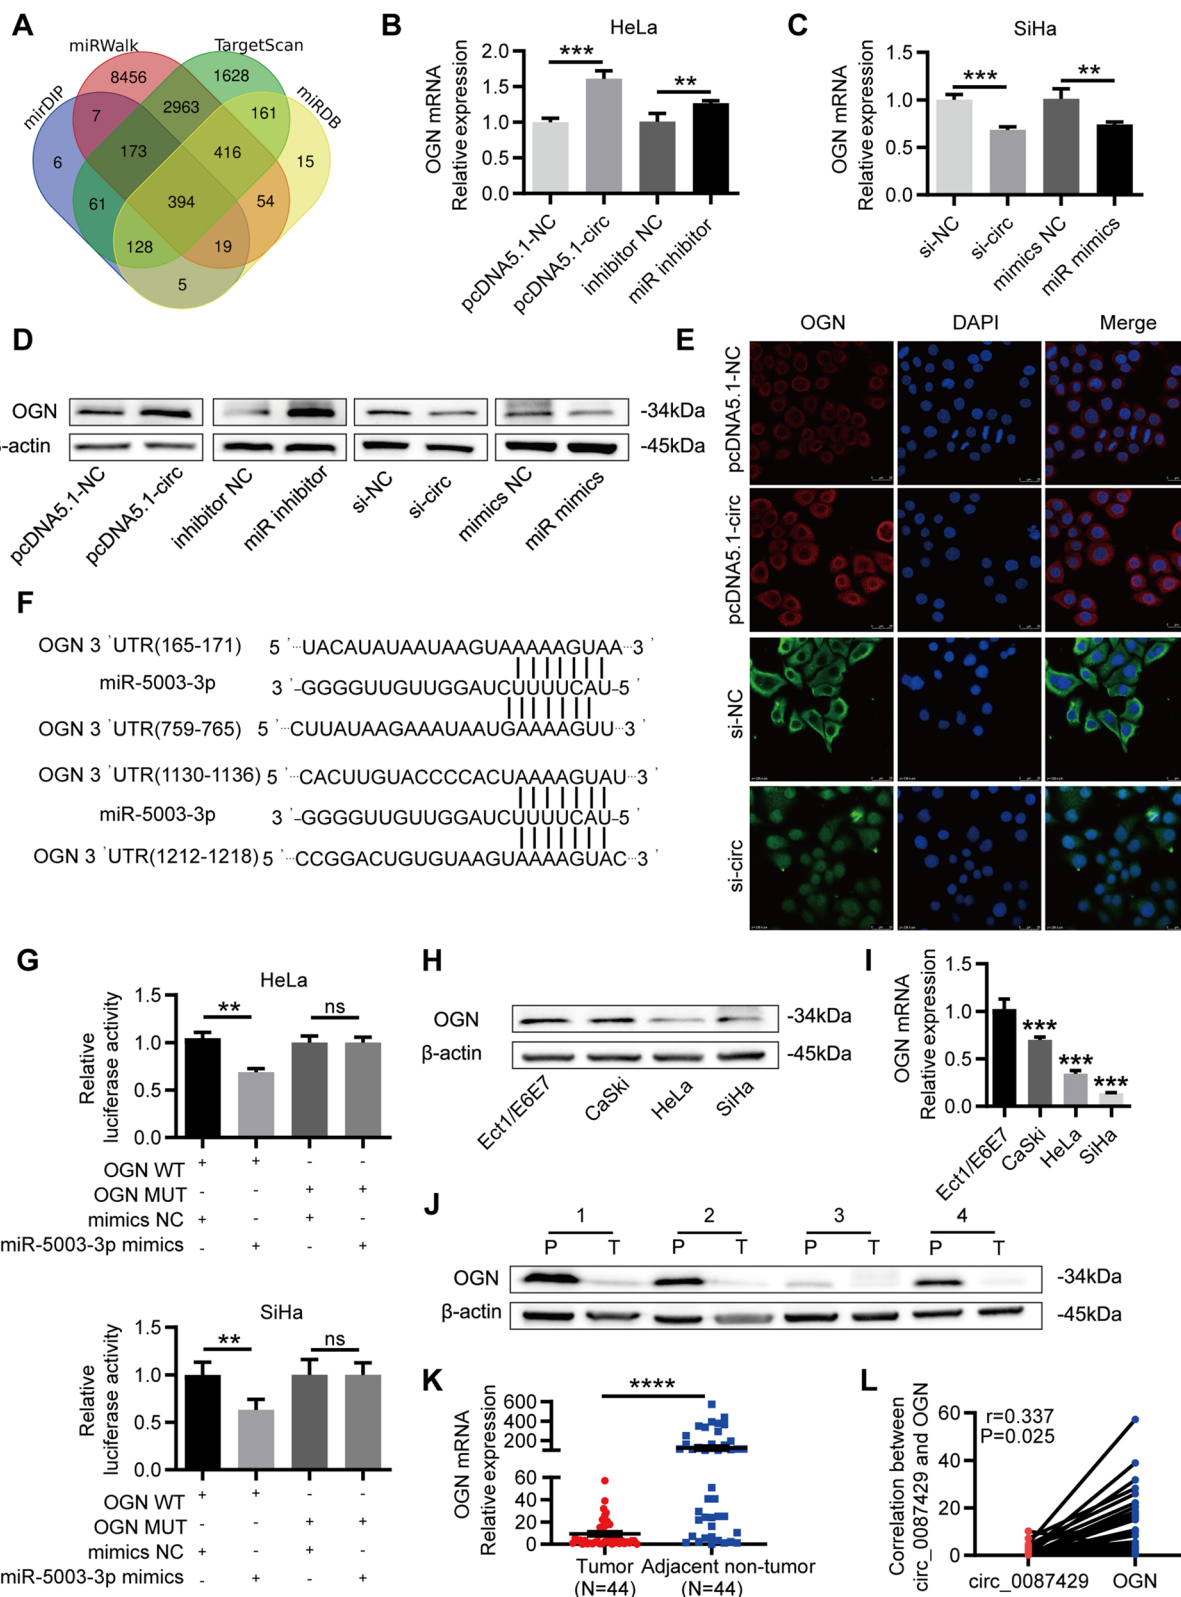 A
miRWalk
TargetScan
mirDIP
miRDB
8456
1628
7
2963
161
6
173
416
15
61
394
54
128
19
5
B
HeLa
OGN mRNA
Relative expression
2.0
1.5
1.0
0.5
0.0
***
**
pcDNA5.1-NC
pcDNA5.1-circ
inhibitor NC
miR inhibitor
C
SiHa
OGN mRNA
Relative expression
1.5
1.0
0.5
0.0
***
**
si-NC
si-circ
mimics NC
miR mimics
D
OGN
-34kDa
β-actin
-45kDa
pcDNA5.1-NC
pcDNA5.1-circ
inhibitor NC
miR inhibitor
si-NC
si-circ
mimics NC
miR mimics
E
OGN
DAPI
Merge
pcDNA5.1-NC
pcDNA5.1-circ
si-NC
si-circ
F
OGN 3 'UTR(165-171) 5 '···UACAUAUAAUAAGUAAAAAGUAA···3 '
miR-5003-3p 3 '-GGGGUUGUUGGAUCUUUUCAU-5 '
OGN 3 'UTR(759-765) 5 '···CUUAUAAGAAAUAAUGAAAAGUU···3 '
OGN 3 'UTR(1130-1136) 5 '···CACUUGUACCCCACUAAAAGUAU···3 '
miR-5003-3p 3 '-GGGGUUGUUGGAUCUUUUCAU-5 '
OGN 3 'UTR(1212-1218) 5 '···CCGGACUGUGUAAGUAAAAGUAC···3 '
G
HeLa
Relative
luciferase activity
1.5
1.0
0.5
0.0
**
ns
OGN WT + + - -
OGN MUT - - + +
mimics NC + - + -
miR-5003-3p mimics - + - +
SiHa
Relative
luciferase activity
1.5
1.0
0.5
0.0
**
ns
OGN WT + + - -
OGN MUT - - + +
mimics NC + - + -
miR-5003-3p mimics - + - +
H
OGN
-34kDa
β-actin
-45kDa
Ect1/E6E7
CaSki
HeLa
SiHa
I
OGN mRNA
Relative expression
1.5
1.0
0.5
0.0
***
***
***
Ect1/E6E7
CaSki
HeLa
SiHa
J
1 2 3 4
P T P T P T P T
OGN
-34kDa
β-actin
-45kDa
K
OGN mRNA
Relative expression
****
600
400
200
60
40
20
0
Tumor
(N=44)
Adjacent non-tumor
(N=44)
L
Correlation between
circ_0087429 and OGN
r=0.337
P=0.025
60
40
20
0
circ_0087429
OGN